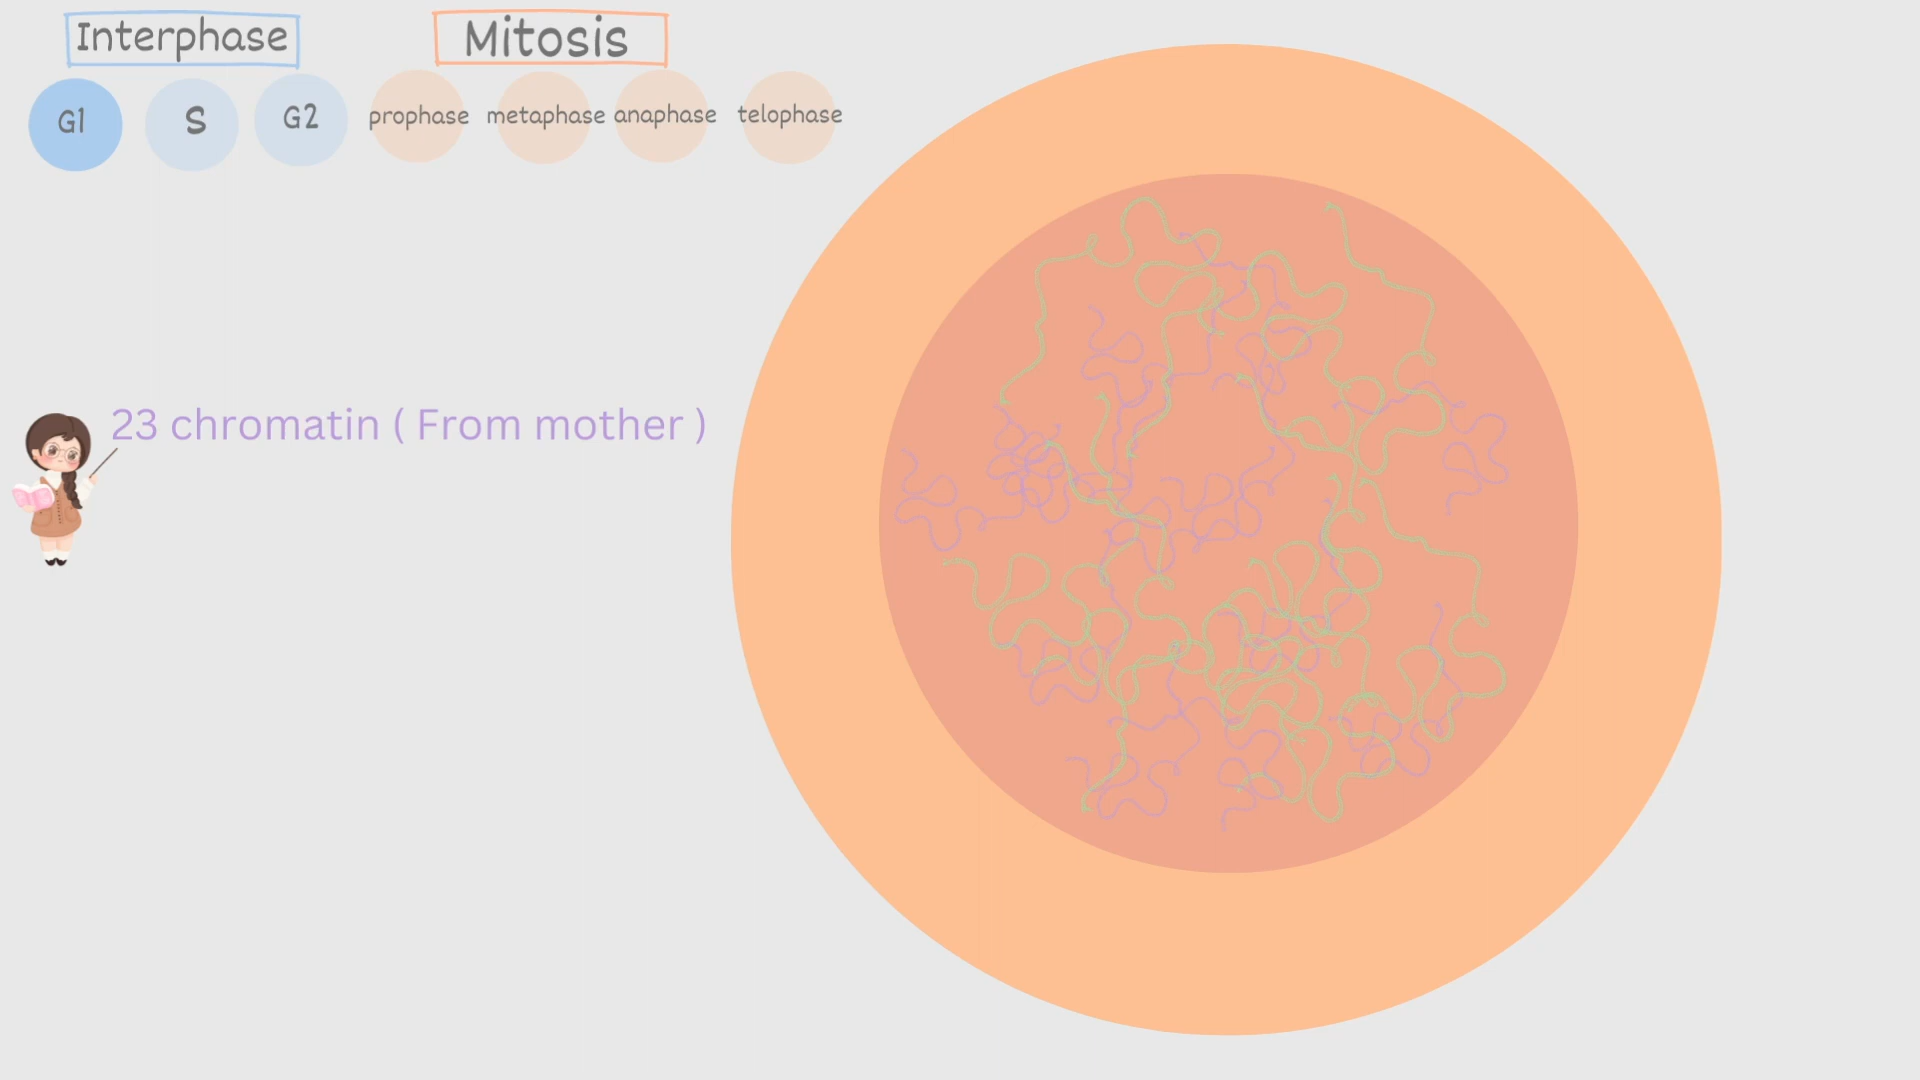 Interphase
Mitosis
G1
S
G2
prophase
metaphase
anaphase
telophase
23 chromatin ( From mother )